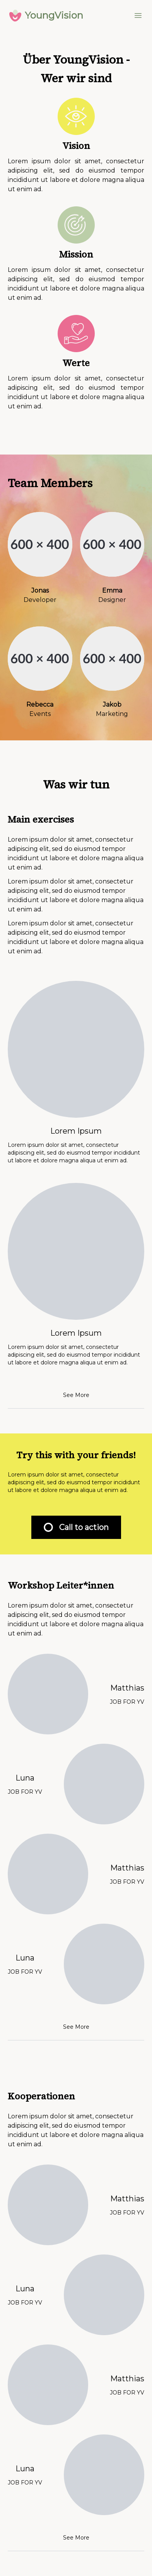 YoungVision
Über YoungVision -
Wer wir sind
Vision
Lorem ipsum dolor sit amet, consectetur
adipiscing elit, sed do eiusmod tempor
incididunt ut labore et dolore magna aliqua
ut enim ad.
Mission
Lorem ipsum dolor sit amet, consectetur
adipiscing elit, sed do eiusmod tempor
incididunt ut labore et dolore magna aliqua
ut enim ad.
Werte
Lorem ipsum dolor sit amet, consectetur
adipiscing elit, sed do eiusmod tempor
incididunt ut labore et dolore magna aliqua
ut enim ad.
Team Members
600 × 400 600 × 400
Jonas Emma
Developer Designer
600 × 400 600 × 400
Rebecca Jakob
Events Marketing
Was wir tun
Main exercises
Lorem ipsum dolor sit amet, consectetur
adipiscing elit, sed do eiusmod tempor
incididunt ut labore et dolore magna aliqua
ut enim ad.
Lorem ipsum dolor sit amet, consectetur
adipiscing elit, sed do eiusmod tempor
incididunt ut labore et dolore magna aliqua
ut enim ad.
Lorem ipsum dolor sit amet, consectetur
adipiscing elit, sed do eiusmod tempor
incididunt ut labore et dolore magna aliqua
ut enim ad.
Lorem Ipsum
Lorem ipsum dolor sit amet, consectetur
adipiscing elit, sed do eiusmod tempor incididunt
ut labore et dolore magna aliqua ut enim ad.
Lorem Ipsum
Lorem ipsum dolor sit amet, consectetur
adipiscing elit, sed do eiusmod tempor incididunt
ut labore et dolore magna aliqua ut enim ad.
See More
Try this with your friends!
Lorem ipsum dolor sit amet, consectetur
adipiscing elit, sed do eiusmod tempor incididunt
ut labore et dolore magna aliqua ut enim ad.
Call to action
Workshop Leiter*innen
Lorem ipsum dolor sit amet, consectetur
adipiscing elit, sed do eiusmod tempor
incididunt ut labore et dolore magna aliqua
ut enim ad.
Matthias
JOB FOR YV
Luna
JOB FOR YV
Matthias
JOB FOR YV
Luna
JOB FOR YV
See More
Kooperationen
Lorem ipsum dolor sit amet, consectetur
adipiscing elit, sed do eiusmod tempor
incididunt ut labore et dolore magna aliqua
ut enim ad.
Matthias
JOB FOR YV
Luna
JOB FOR YV
Matthias
JOB FOR YV
Luna
JOB FOR YV
See More